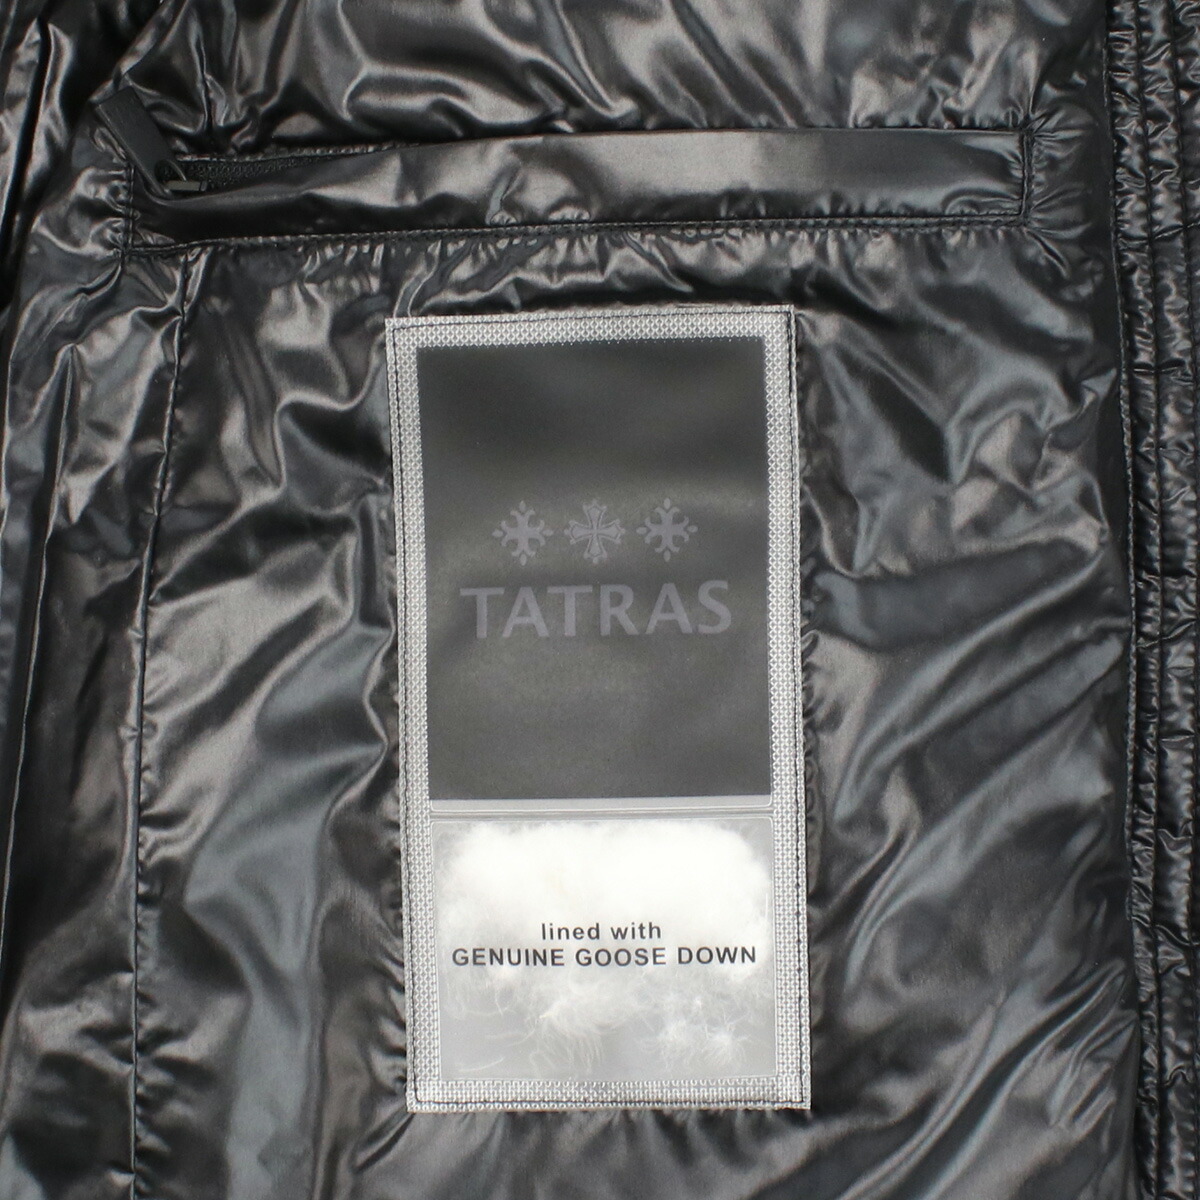 TATRAS
lined with
GENUINE GOOSE DOWN